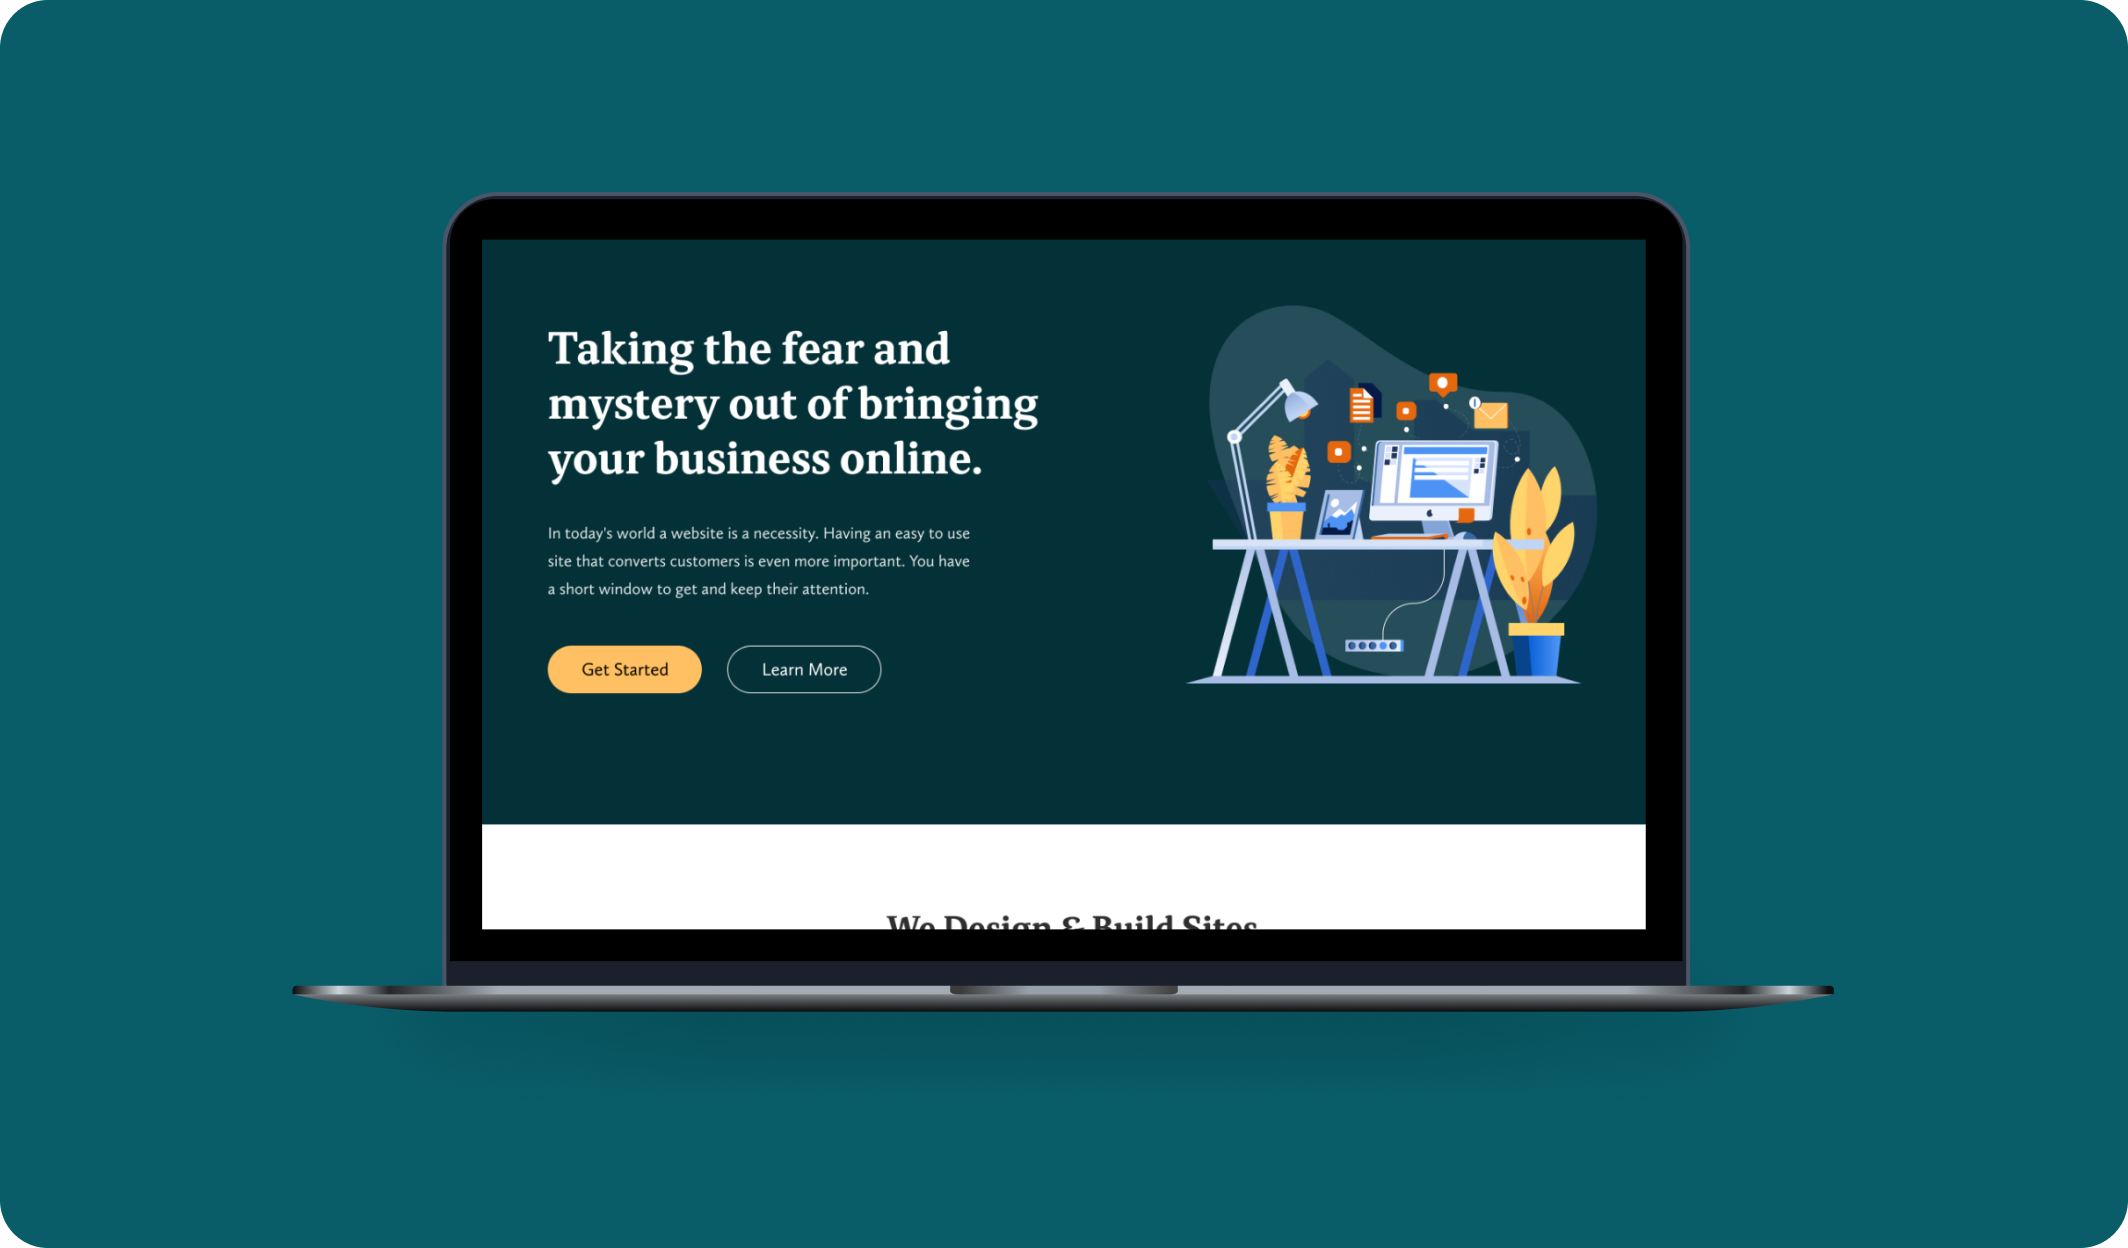 Taking the fear and
mystery out of bringing
your business online.
In today's world a website is a necessity. Having an easy to use
site that converts customers is even more important. You have
a short window to get and keep their attention.
Get Started
Learn More
We Design & Build Sites